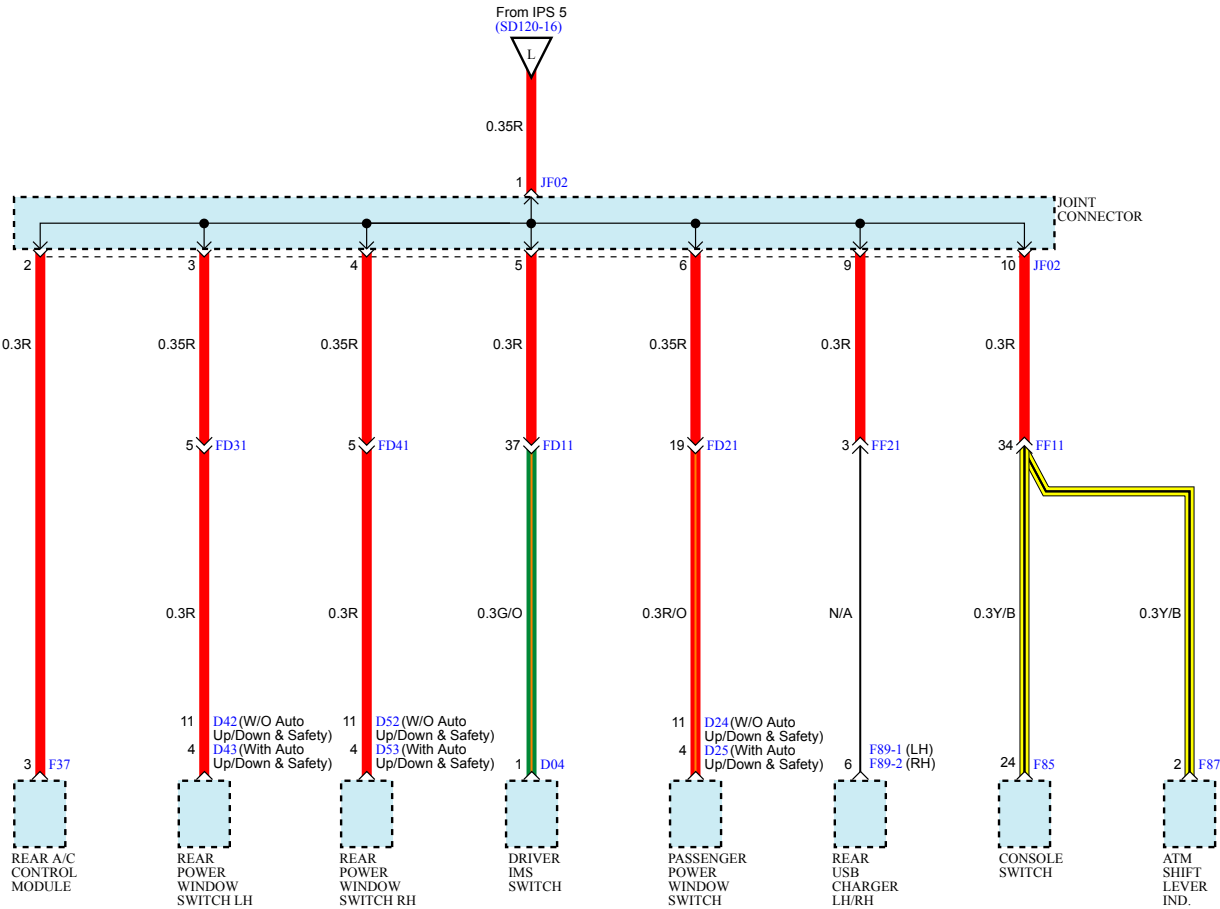 From IPS 5
(SD120-16)
L
0.35R
1 JF02
JOINT
CONNECTOR
2 3 4 5 6 9 10 JF02
0.3R 0.35R 0.35R 0.3R 0.35R 0.3R 0.3R
5 FD31 5 FD41 37 FD11 19 FD21 3 FF21 34 FF11
0.3R 0.3R 0.3G/O 0.3R/O N/A 0.3Y/B 0.3Y/B
11 D42 (W/O Auto
Up/Down & Safety)
4 D43 (With Auto
Up/Down & Safety)
11 D52 (W/O Auto
Up/Down & Safety)
4 D53 (With Auto
Up/Down & Safety)
11 D24 (W/O Auto
Up/Down & Safety)
4 D25 (With Auto
Up/Down & Safety)
F89-1 (LH)
6 F89-2 (RH)
3 F37
1 D04
24 F85
2 F87
REAR A/C
CONTROL
MODULE
REAR
POWER
WINDOW
SWITCH LH
REAR
POWER
WINDOW
SWITCH RH
DRIVER
IMS
SWITCH
PASSENGER
POWER
WINDOW
SWITCH
REAR
USB
CHARGER
LH/RH
CONSOLE
SWITCH
ATM
SHIFT
LEVER
IND.